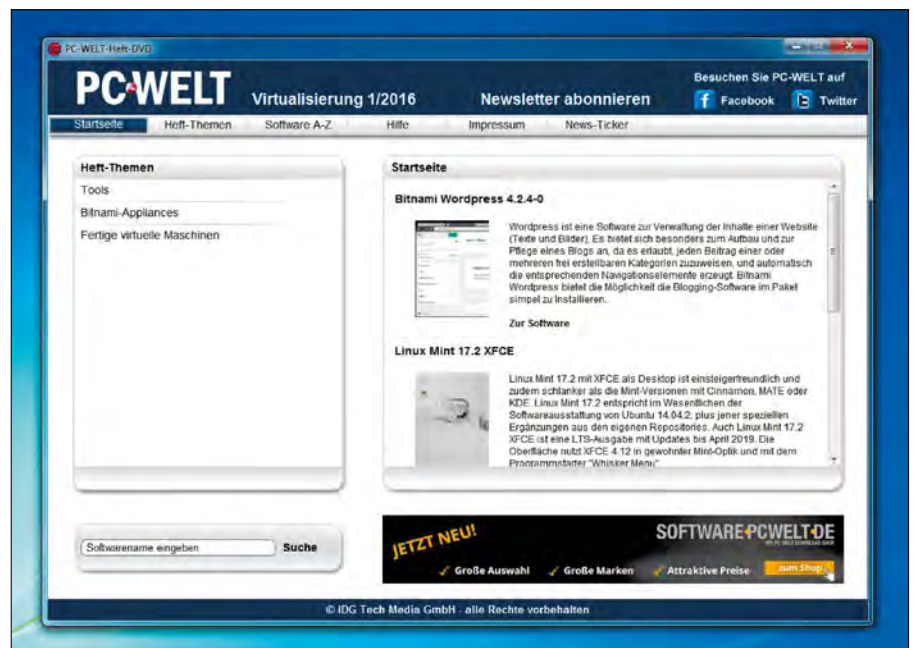 PC-WELT-Heft-DVD
PC WELT
Virtualisierung 1/2016
Newsletter abonnieren
Besuchen Sie PC-WELT auf
Facebook
Twitter
Startseite
Heft-Themen
Software A-Z
Hilfe
Impressum
News-Ticker
Heft-Themen
Tools
Bitnami-Appliances
Fertige virtuelle Maschinen
Startseite
Bitnami Wordpress 4.2.4-0
Wordpress ist eine Software zur Verwaltung der Inhalte einer Website
(Texte und Bilder). Es bietet sich besonders zum Aufbau und zur
Pflege eines Blogs an, da es erlaubt, jeden Beitrag einer oder
mehreren frei erstellbaren Kategorien zuzuweisen, und automatisch
die entsprechenden Navigationselemente erzeugt. Bitnami
Wordpress bietet die Möglichkeit die Blogging-Software im Paket
simpel zu installieren.
Zur Software
Linux Mint 17.2 XFCE
Linux Mint 17.2 mit XFCE als Desktop ist einsteigerfreundlich und
zudem schlanker als die Mint-Versionen mit Cinnamon, MATE oder
KDE. Linux Mint 17.2 entspricht im Wesentlichen der
Softwareausstattung von Ubuntu 14.04.2, plus jener speziellen
Ergänzungen aus den eigenen Repositories. Auch Linux Mint 17.2
XFCE ist eine LTS-Ausgabe mit Updates bis April 2019. Die
Oberfläche nutzt XFCE 4.12 in gewohnter Mint-Optik und mit dem
Programmstarter "Whisker Menu"
Softwarename eingeben
Suche
JETZT NEU!
SOFTWARE PCWELT DE
Große Auswahl
Große Marken
Attraktive Preise
zum Shop
© IDG Tech Media GmbH - alle Rechte vorbehalten